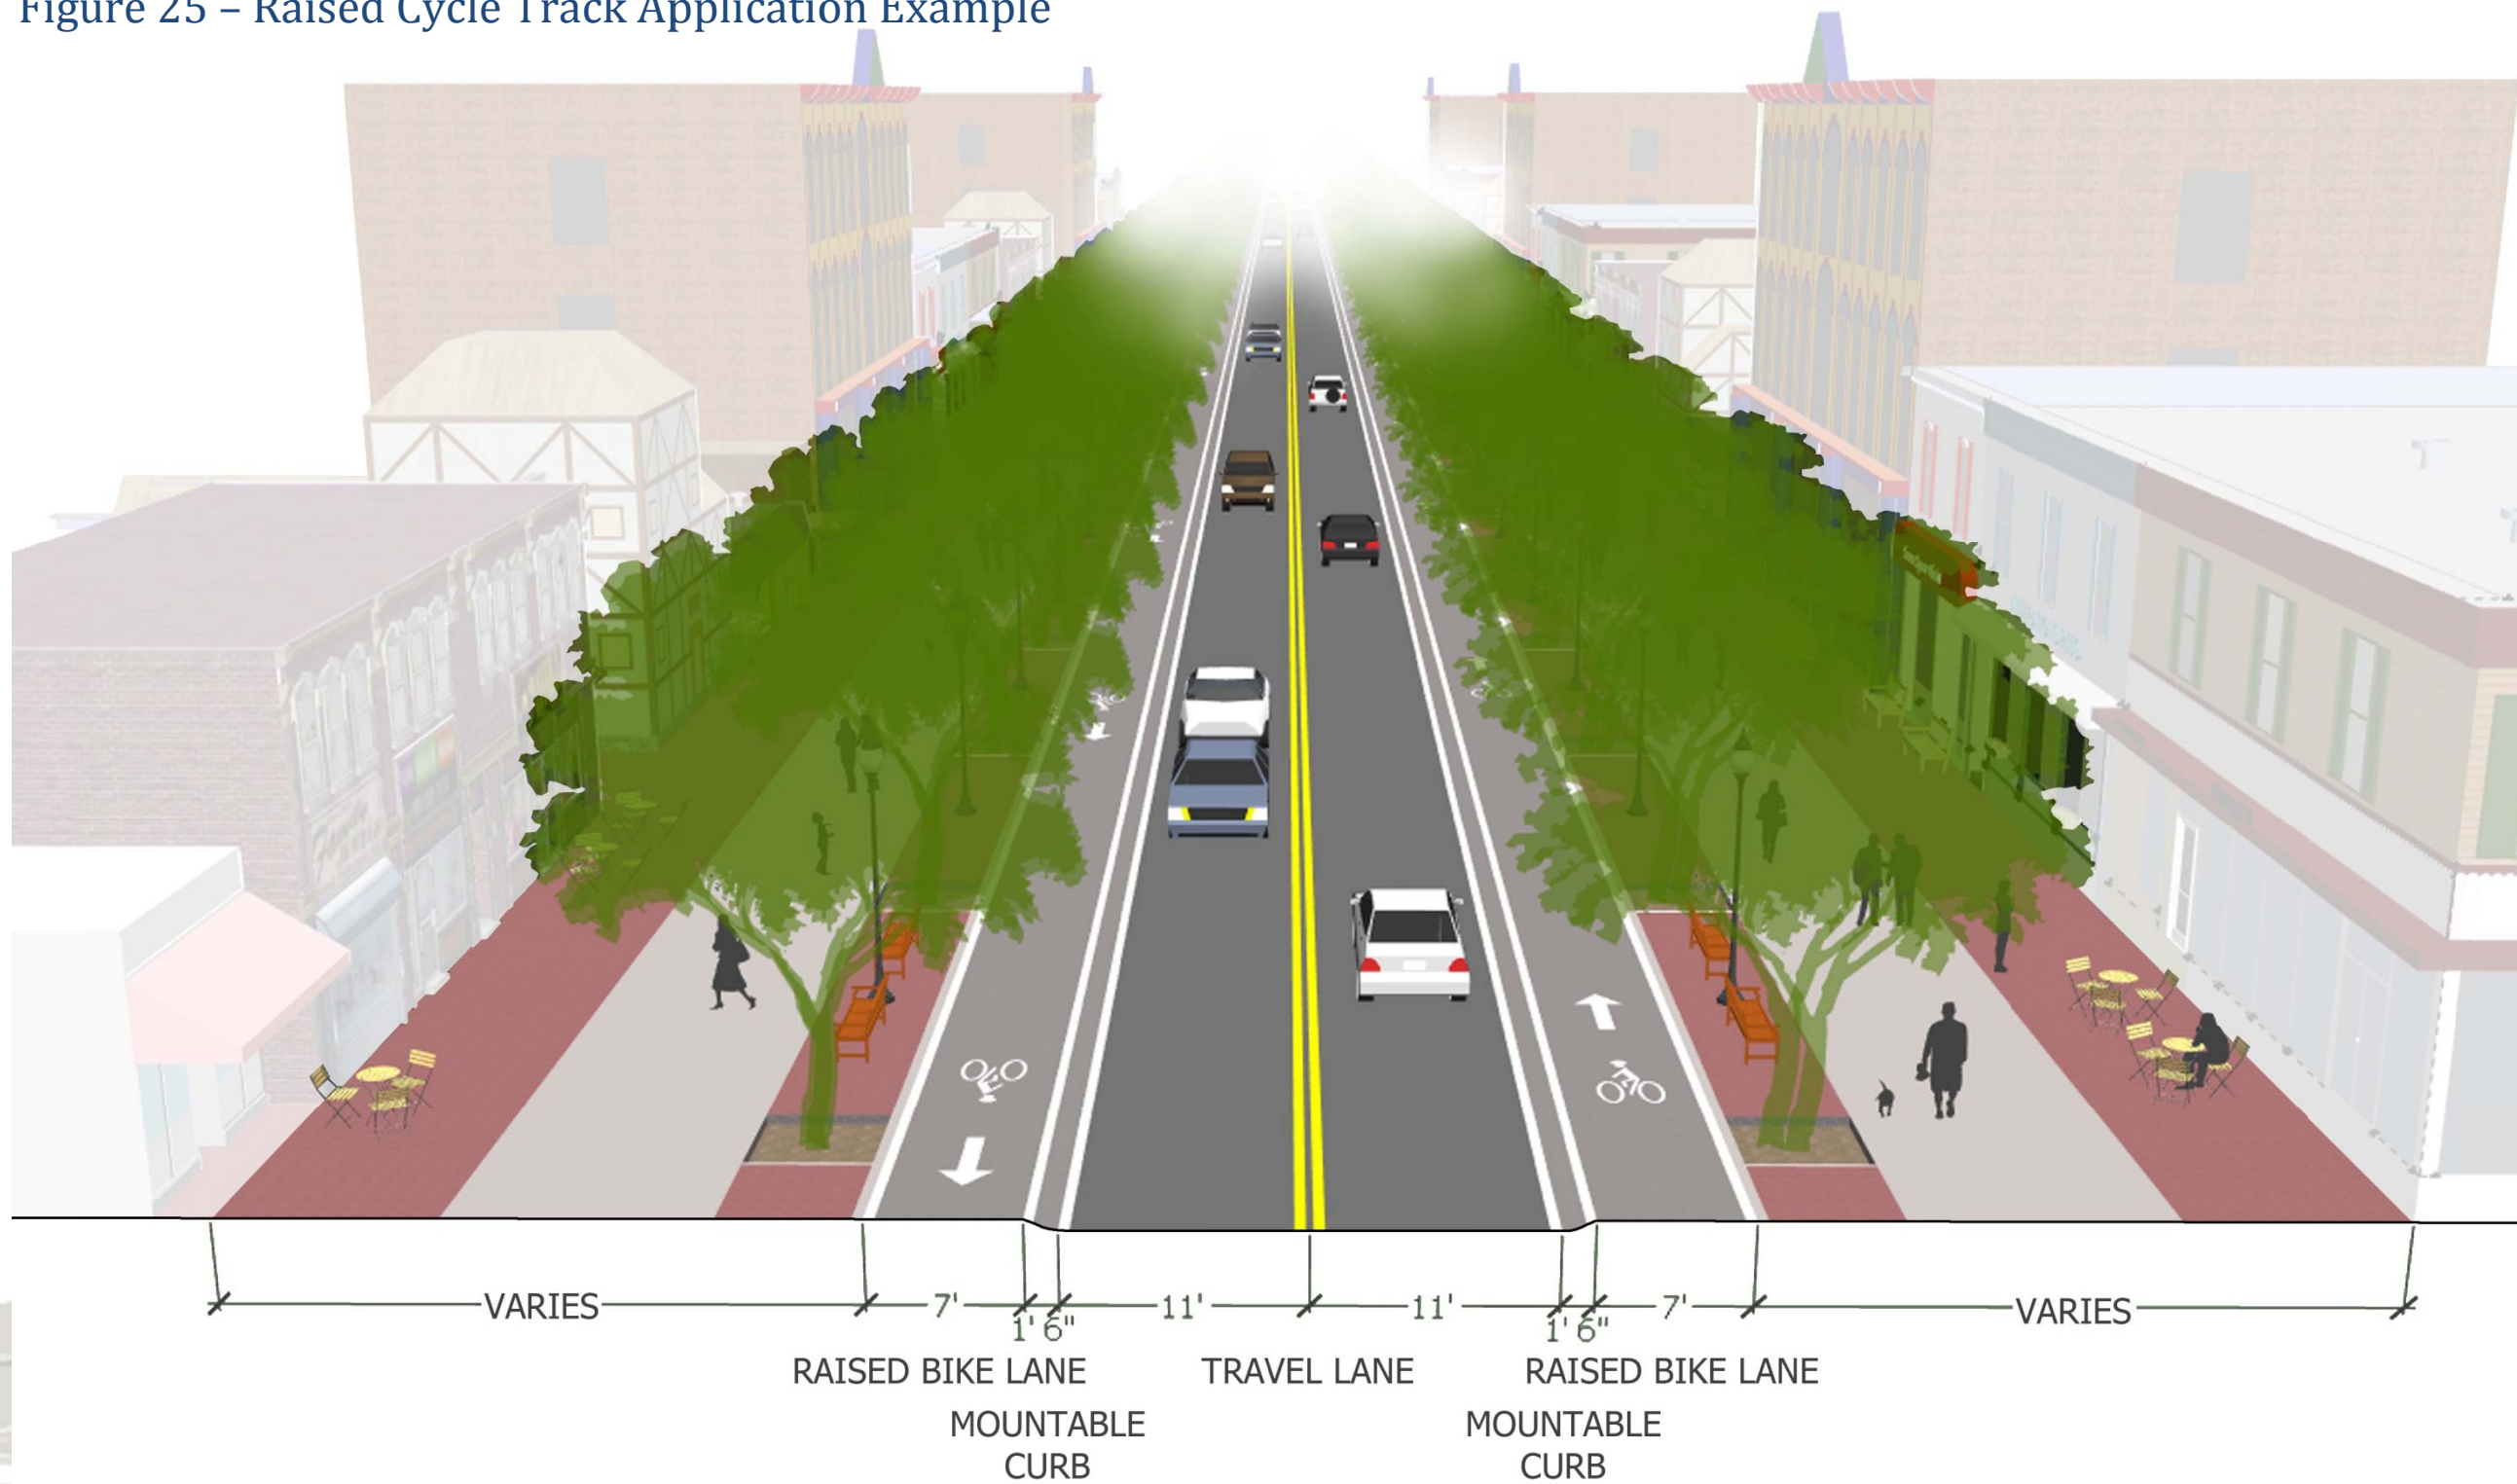 Figure 25 – Raised Cycle Track Application Example
VARIES 7' 1' 6" 11' 11' 1' 6" 7' VARIES
RAISED BIKE LANE TRAVEL LANE RAISED BIKE LANE
MOUNTABLE MOUNTABLE
CURB CURB